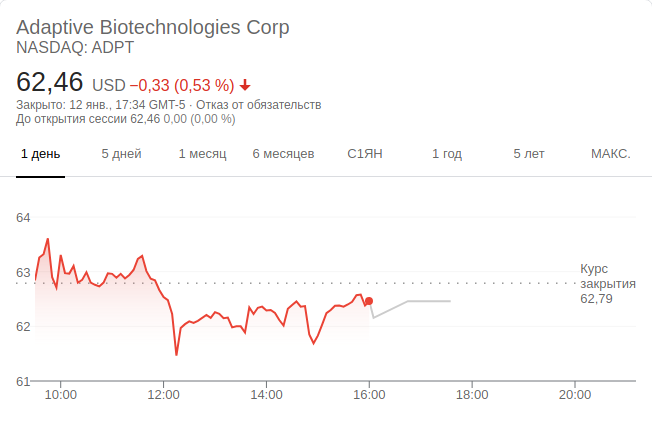 Adaptive Biotechnologies Corp
NASDAQ: ADPT
62,46 USD −0,33 (0,53 %)
Закрыто: 12 янв., 17:34 GMT-5 · Отказ от обязательств
До открытия сессии 62,46 0,00 (0,00 %)
1 день 5 дней 1 месяц 6 месяцев С1ЯН 1 год 5 лет МАКС.
64
63
62
61
Курс
закрытия
62,79
10:00 12:00 14:00 16:00 18:00 20:00